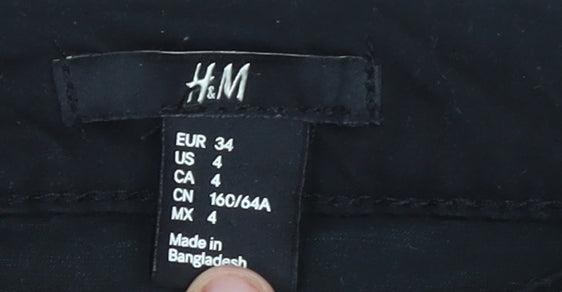 H&M
EUR 34
US 4
CA 4
CN 160/64A
MX 4
Made in
Bangladesh